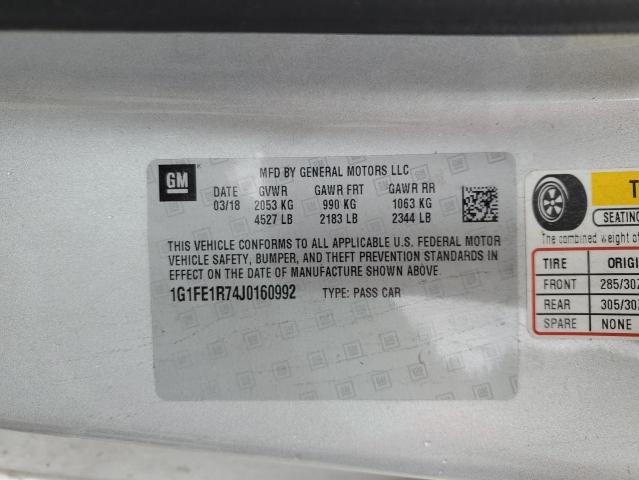 GM
MFD BY GENERAL MOTORS LLC
DATE GVWR GAWR FRT GAWR RR
03/18 2053 KG 990 KG 1063 KG
4527 LB 2183 LB 2344 LB
THIS VEHICLE CONFORMS TO ALL APPLICABLE U.S. FEDERAL MOTOR
VEHICLE SAFETY, BUMPER, AND THEFT PREVENTION STANDARDS IN
EFFECT ON THE DATE OF MANUFACTURE SHOWN ABOVE.
1G1FE1R74J0160992 TYPE: PASS CAR
SEATING
The combined weight of
TIRE ORIGI
FRONT 285/30
REAR 305/30
SPARE NONE